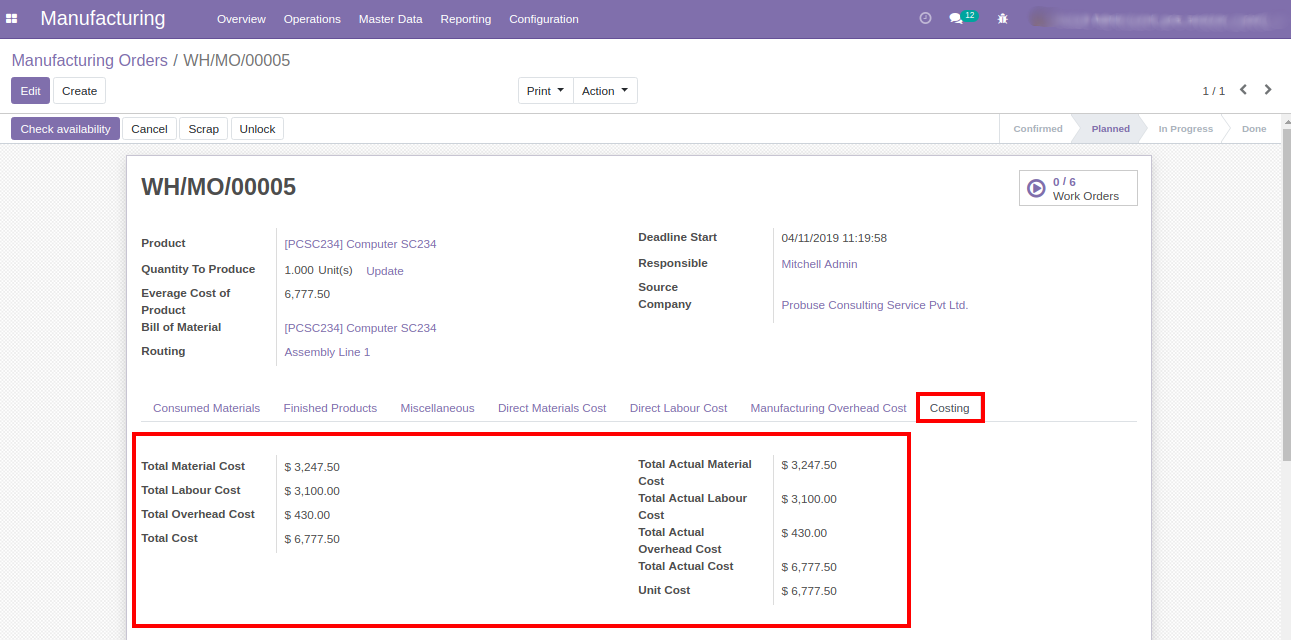 Manufacturing Overview Operations Master Data Reporting Configuration 12
Manufacturing Orders / WH/MO/00005
Edit Create Print Action 1 / 1
Check availability Cancel Scrap Unlock Confirmed Planned In Progress Done
WH/MO/00005
0 / 6
Work Orders
Product [PCSC234] Computer SC234
Quantity To Produce 1.000 Unit(s) Update
Everage Cost of
Product
6,777.50
Bill of Material [PCSC234] Computer SC234
Routing Assembly Line 1
Deadline Start 04/11/2019 11:19:58
Responsible Mitchell Admin
Source
Company Probuse Consulting Service Pvt Ltd.
Consumed Materials Finished Products Miscellaneous Direct Materials Cost Direct Labour Cost Manufacturing Overhead Cost Costing
Total Material Cost $ 3,247.50
Total Labour Cost $ 3,100.00
Total Overhead Cost $ 430.00
Total Cost $ 6,777.50
Total Actual Material
Cost
$ 3,247.50
Total Actual Labour
Cost
$ 3,100.00
Total Actual
Overhead Cost
$ 430.00
Total Actual Cost $ 6,777.50
Unit Cost $ 6,777.50